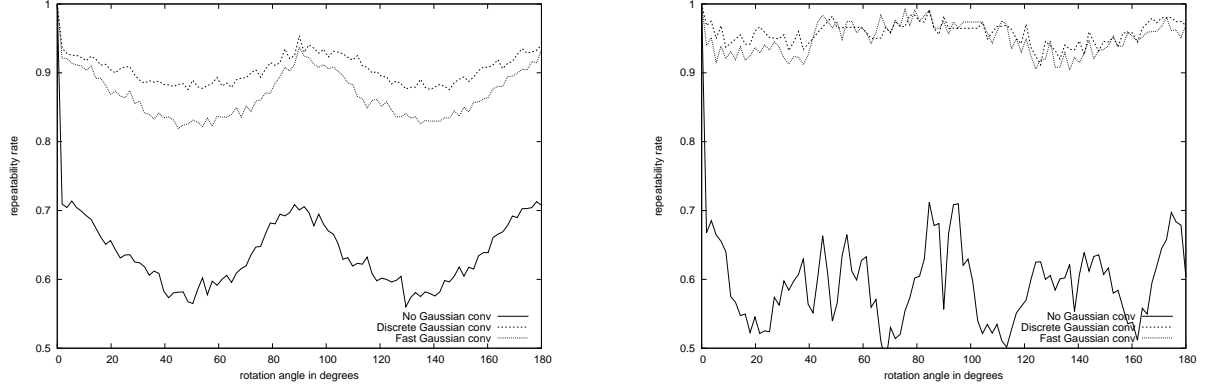 1
0.9
0.8
0.7
0.6
0.5
repeatability rate
No Gaussian conv
Discrete Gaussian conv
Fast Gaussian conv
0 20 40 60 80 100 120 140 160 180
rotation angle in degrees
1
0.9
0.8
0.7
0.6
0.5
repeatability rate
No Gaussian conv
Discrete Gaussian conv
Fast Gaussian conv
0 20 40 60 80 100 120 140 160 180
rotation angle in degrees